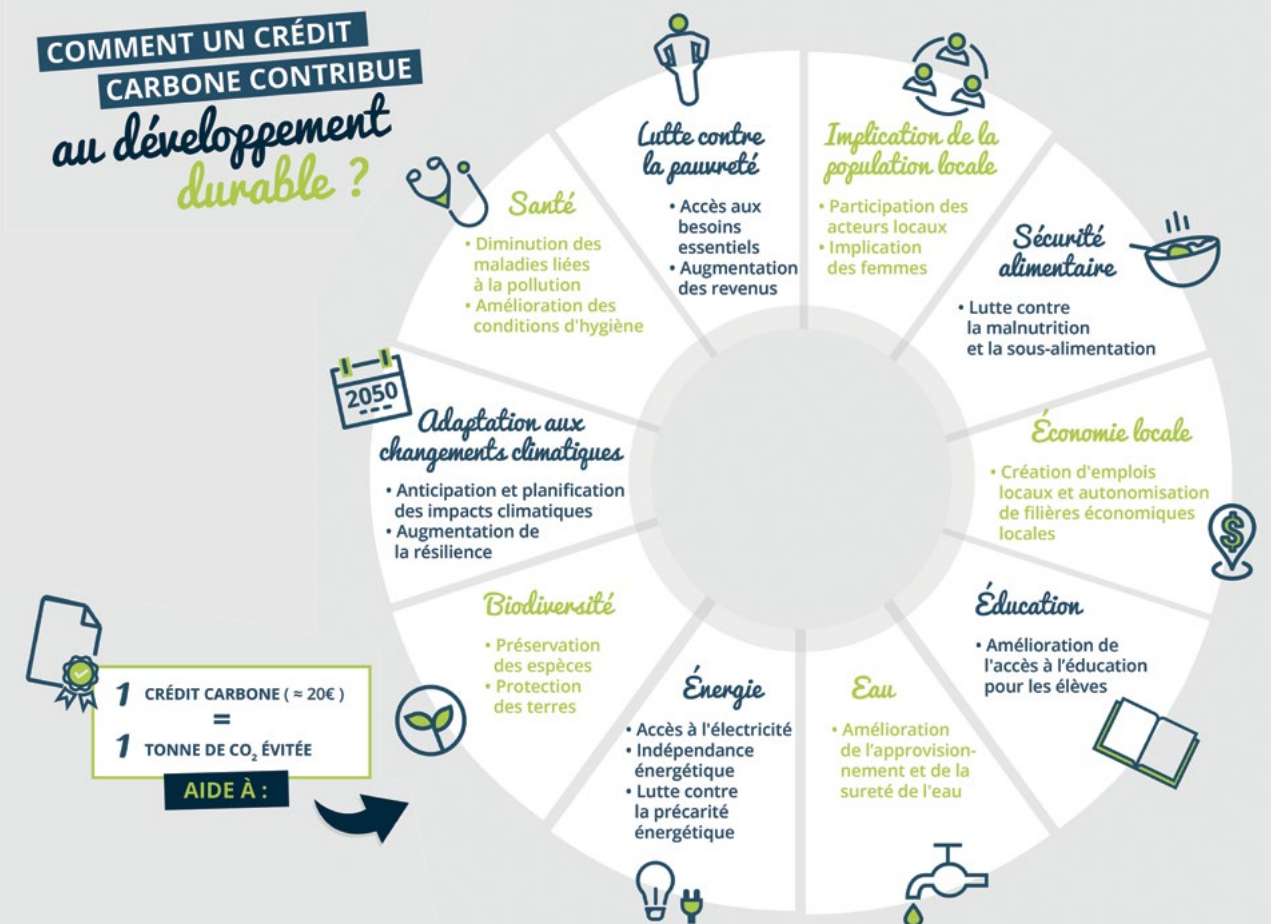 COMMENT UN CRÉDIT
CARBONE CONTRIBUE
au développement
durable ?
Lutte contre
la pauvreté
• Accès aux
besoins
essentiels
• Augmentation
des revenus
Implication de la
population locale
• Participation des
acteurs locaux
• Implication
des femmes
Sécurité
alimentaire
• Lutte contre
la malnutrition
et la sous-alimentation
Économie locale
• Création d'emplois
locaux et autonomisation
de filières économiques
locales
$
Éducation
• Amélioration de
l'accès à l'éducation
pour les élèves
Eau
• Amélioration
de l'approvision-
nement et de la
sureté de l'eau
Énergie
• Accès à l'électricité
• Indépendance
énergétique
• Lutte contre
la précarité
énergétique
Biodiversité
• Préservation
des espèces
• Protection
des terres
2050
Adaptation aux
changements climatiques
• Anticipation et planification
des impacts climatiques
• Augmentation de
la résilience
Santé
• Diminution des
maladies liées
à la pollution
• Amélioration des
conditions d'hygiène
1 CRÉDIT CARBONE ( ≈ 20€ )
=
1 TONNE DE CO₂ ÉVITÉE
AIDE À :